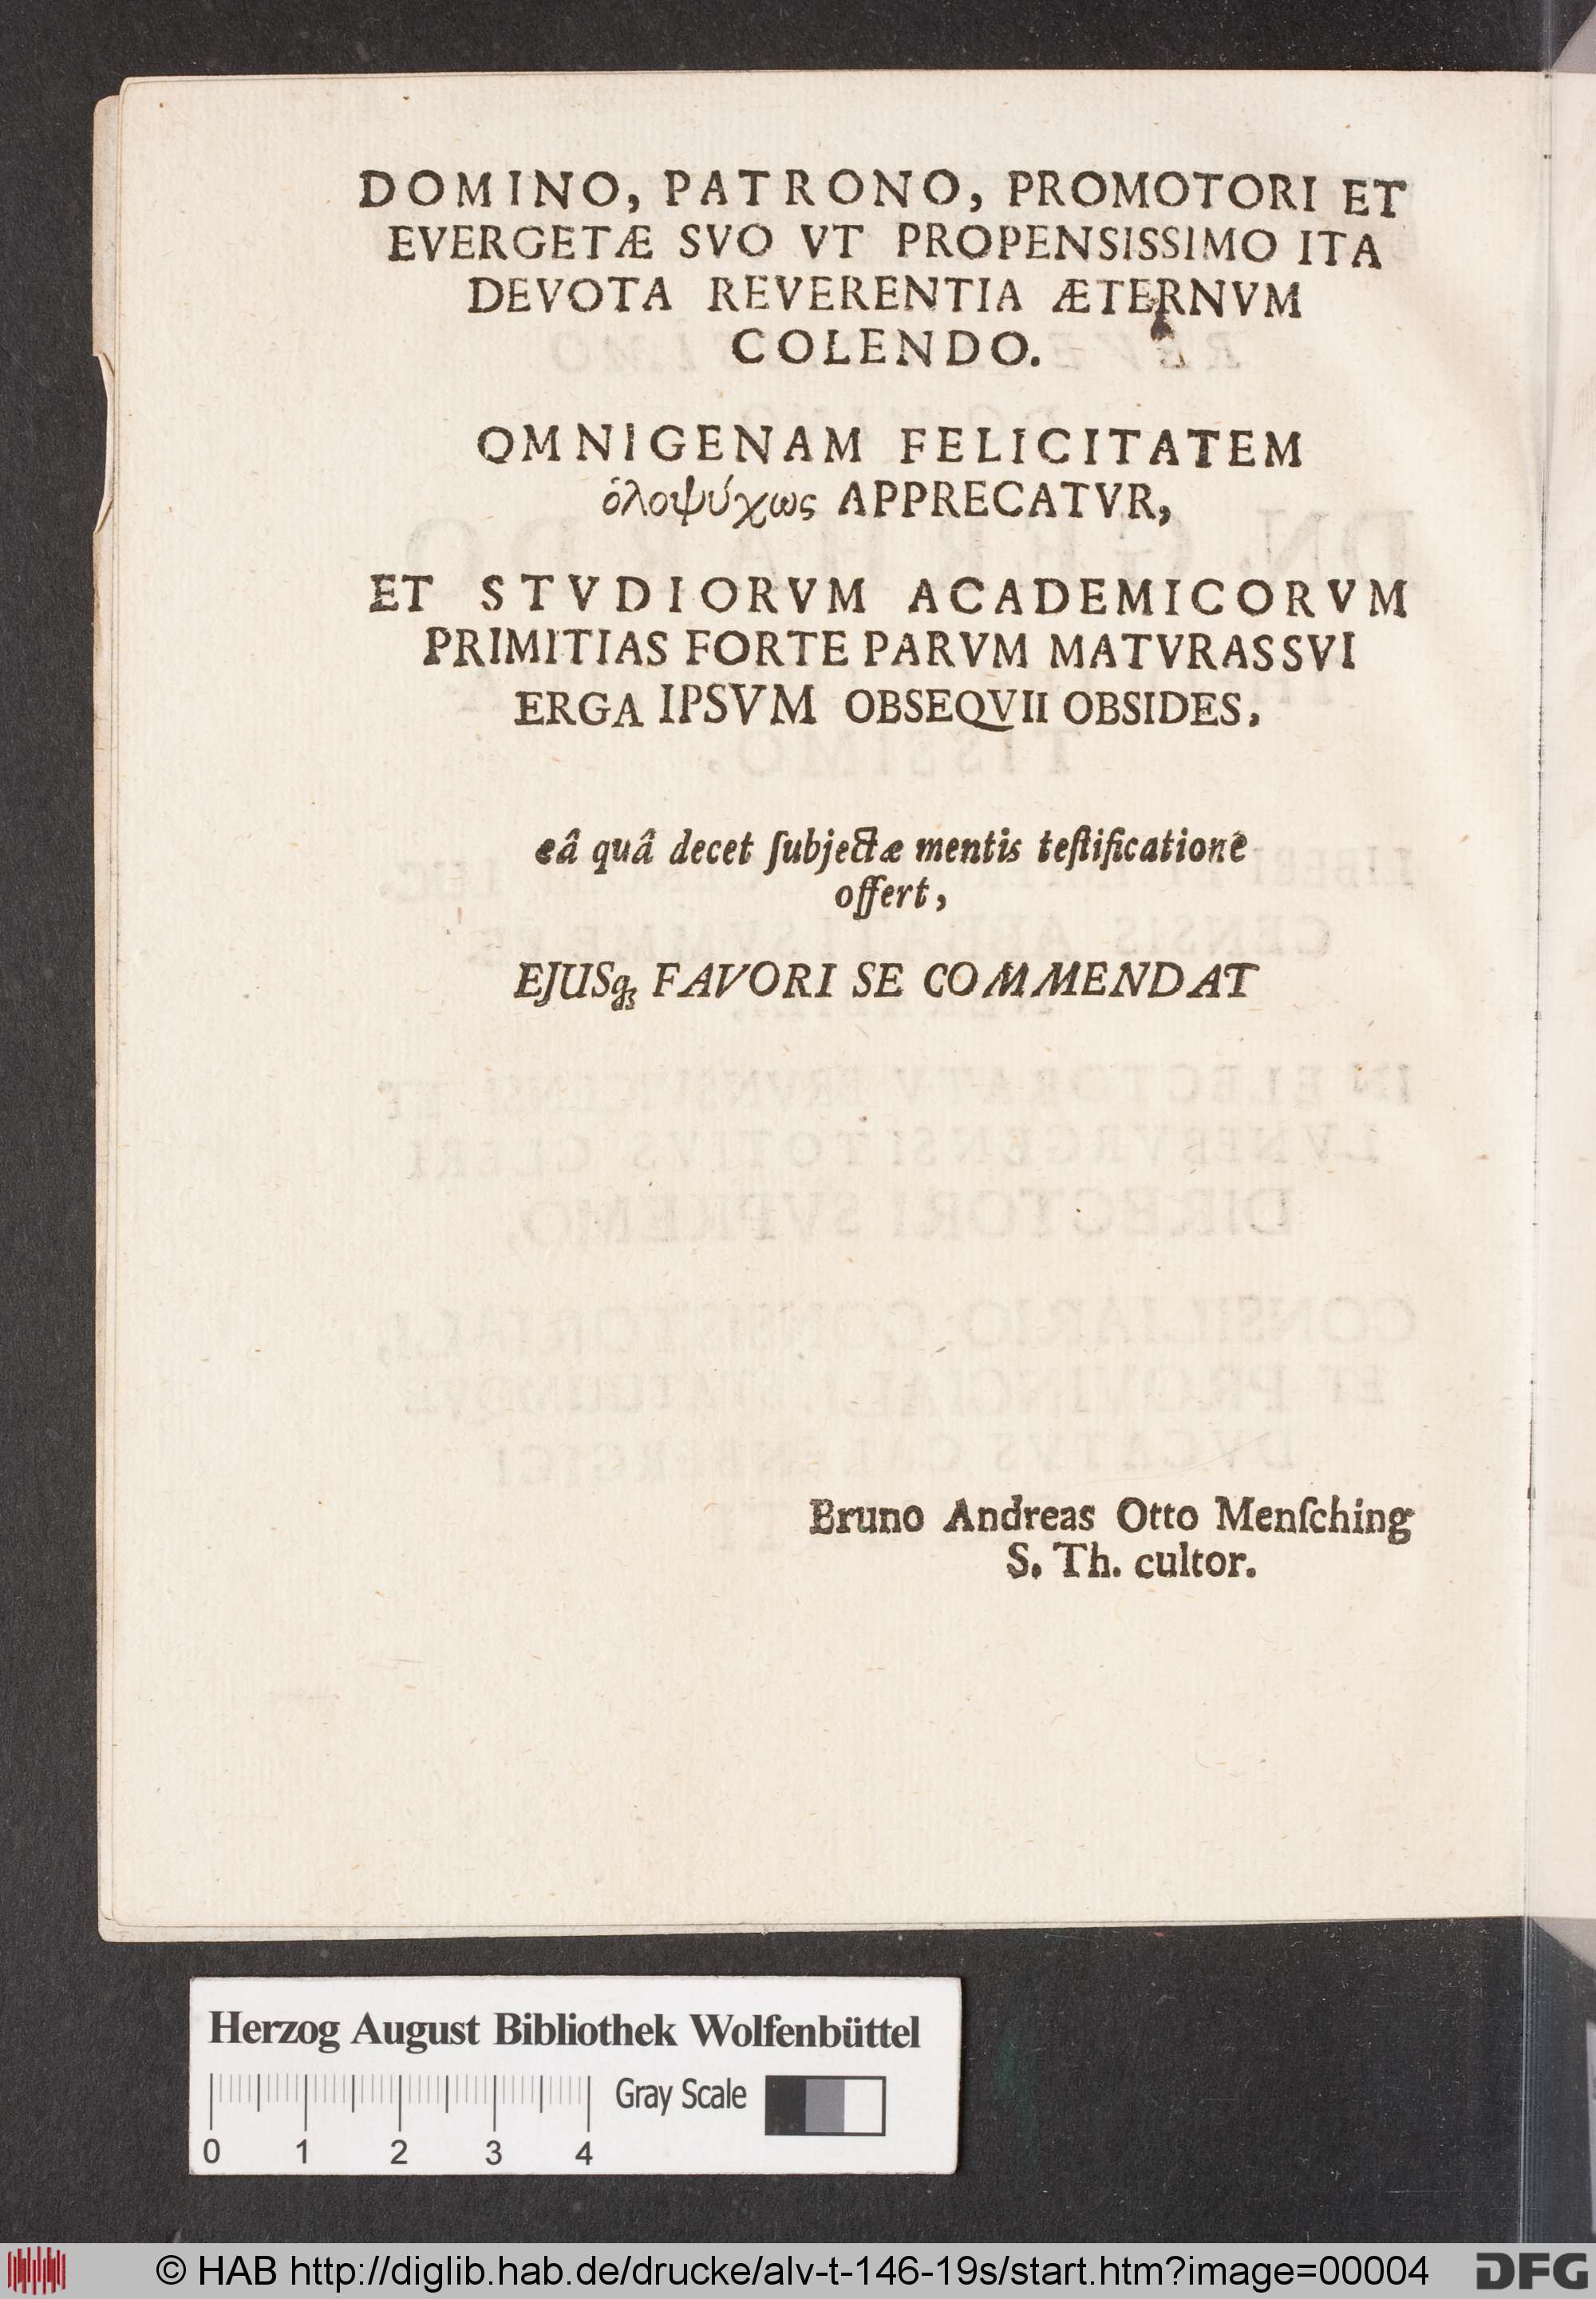 DOMINO, PATRONO, PROMOTORI ET
EVERGETÆ SVO VT PROPENSISSIMO ITA
DEVOTA REVERENTIA ÆTERNVM
COLENDO.
OMNIGENAM FELICITATEM
ὁλοψύχως APPRECATVR,
ET STVDIORVM ACADEMICORVM
PRIMITIAS FORTE PARVM MATVRAS SVI
ERGA IPSVM OBSEQVII OBSIDES,
eâ quâ decet ſubjectæ mentis teſtificatione
offert,
EJUSq́; FAVORI SE COMMENDAT
Bruno Andreas Otto Menſching
S. Th. cultor.
Herzog August Bibliothek Wolfenbüttel
Gray Scale
0 1 2 3 4
© HAB http://diglib.hab.de/drucke/alv-t-146-19s/start.htm?image=00004
DFG